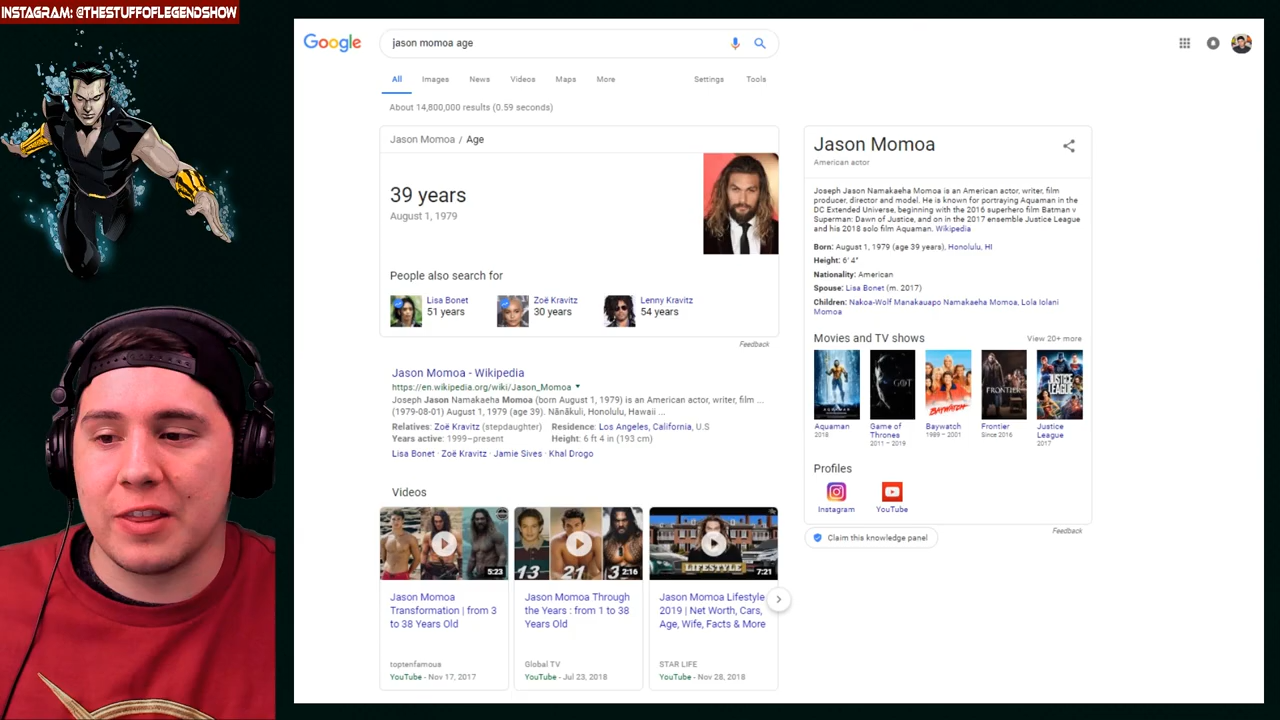 INSTAGRAM: @THESTUFFOFLEGENDSHOW
Google
jason momoa age
All Images News Videos Maps More Settings Tools
About 14,800,000 results (0.59 seconds)
Jason Momoa / Age
39 years
August 1, 1979
People also search for
Lisa Bonet
51 years
Zoë Kravitz
30 years
Lenny Kravitz
54 years
Feedback
Jason Momoa - Wikipedia
https://en.wikipedia.org/wiki/Jason_Momoa
Joseph Jason Namakaeha Momoa (born August 1, 1979) is an American actor, writer, film ...
(1979-08-01) August 1, 1979 (age 39). Nānākuli, Honolulu, Hawaii ...
Relatives: Zoë Kravitz (stepdaughter) Residence: Los Angeles, California, U.S
Years active: 1999–present Height: 6 ft 4 in (193 cm)
Lisa Bonet · Zoë Kravitz · Jamie Sives · Khal Drogo
Videos
5:23
13 21 3 2:16
LIFESTYLE 7:21
Jason Momoa
Transformation | from 3
to 38 Years Old
toptenfamous
YouTube - Nov 17, 2017
Jason Momoa Through
the Years : from 1 to 38
Years Old
Global TV
YouTube - Jul 23, 2018
Jason Momoa Lifestyle
2019 | Net Worth, Cars,
Age, Wife, Facts & More
STAR LIFE
YouTube - Nov 28, 2018
Jason Momoa
American actor
Joseph Jason Namakaeha Momoa is an American actor, writer, film
producer, director and model. He is known for portraying Aquaman in the
DC Extended Universe, beginning with the 2016 superhero film Batman v
Superman: Dawn of Justice, and on in the 2017 ensemble Justice League
and his 2018 solo film Aquaman. Wikipedia
Born: August 1, 1979 (age 39 years), Honolulu, HI
Height: 6′ 4″
Nationality: American
Spouse: Lisa Bonet (m. 2017)
Children: Nakoa-Wolf Manakauapo Namakaeha Momoa, Lola Iolani
Momoa
Movies and TV shows View 20+ more
AQUAMAN
GOT
BAYWATCH
FRONTIER
JUSTICE
LEAGUE
Aquaman
2018
Game of
Thrones
2011 – 2019
Baywatch
1989 – 2001
Frontier
Since 2016
Justice
League
2017
Profiles
Instagram
YouTube
Feedback
Claim this knowledge panel